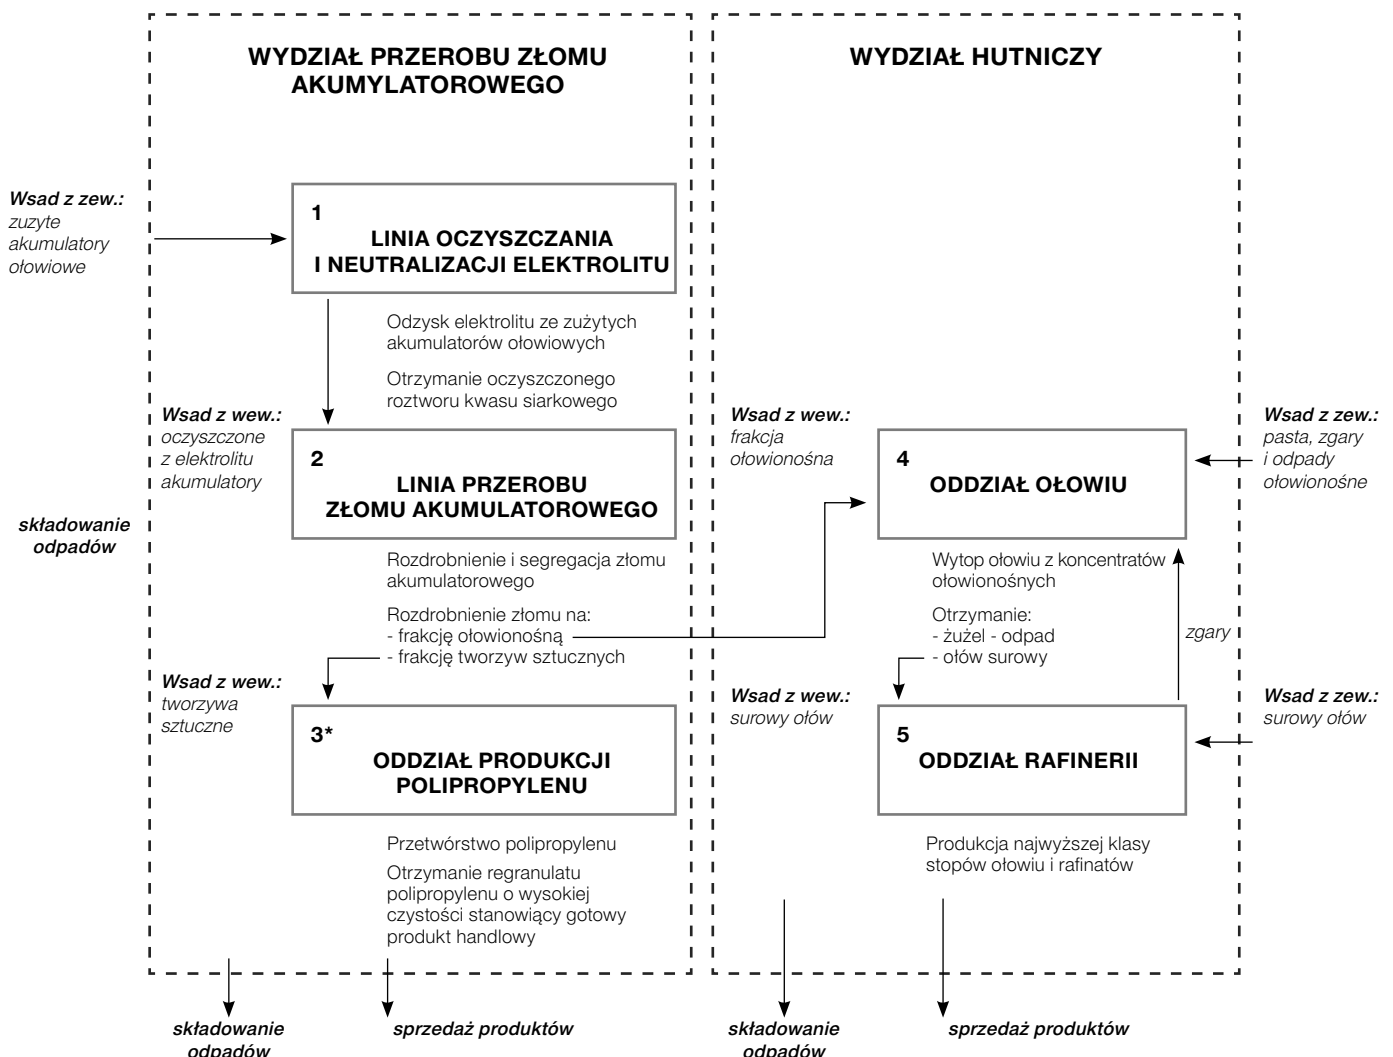 WYDZIAŁ PRZEROBU ZŁOMU
AKUMYLATOROWEGO
Wsad z zew.:
zuzyte
akumulatory
ołowiowe
1
LINIA OCZYSZCZANIA
I NEUTRALIZACJI ELEKTROLITU
Odzysk elektrolitu ze zużytych
akumulatorów ołowiowych
Otrzymanie oczyszczonego
roztworu kwasu siarkowego
Wsad z wew.:
oczyszczone
z elektrolitu
akumulatory
2
LINIA PRZEROBU
ZŁOMU AKUMULATOROWEGO
składowanie
odpadów
Rozdrobnienie i segregacja złomu
akumulatorowego
Rozdrobnienie złomu na:
- frakcję ołowionośną
- frakcję tworzyw sztucznych
Wsad z wew.:
tworzywa
sztuczne
3*
ODDZIAŁ PRODUKCJI
POLIPROPYLENU
Przetwórstwo polipropylenu
Otrzymanie regranulatu
polipropylenu o wysokiej
czystości stanowiący gotowy
produkt handlowy
składowanie
odpadów
sprzedaż produktów
WYDZIAŁ HUTNICZY
Wsad z wew.:
frakcja
ołowionośna
4
ODDZIAŁ OŁOWIU
Wsad z zew.:
pasta, zgary
i odpady
ołowionośne
Wytop ołowiu z koncentratów
ołowionośnych
Otrzymanie:
- żużel - odpad
- ołów surowy
zgary
Wsad z wew.:
surowy ołów
5
ODDZIAŁ RAFINERII
Wsad z zew.:
surowy ołów
Produkcja najwyższej klasy
stopów ołowiu i rafinatów
składowanie
odpadów
sprzedaż produktów